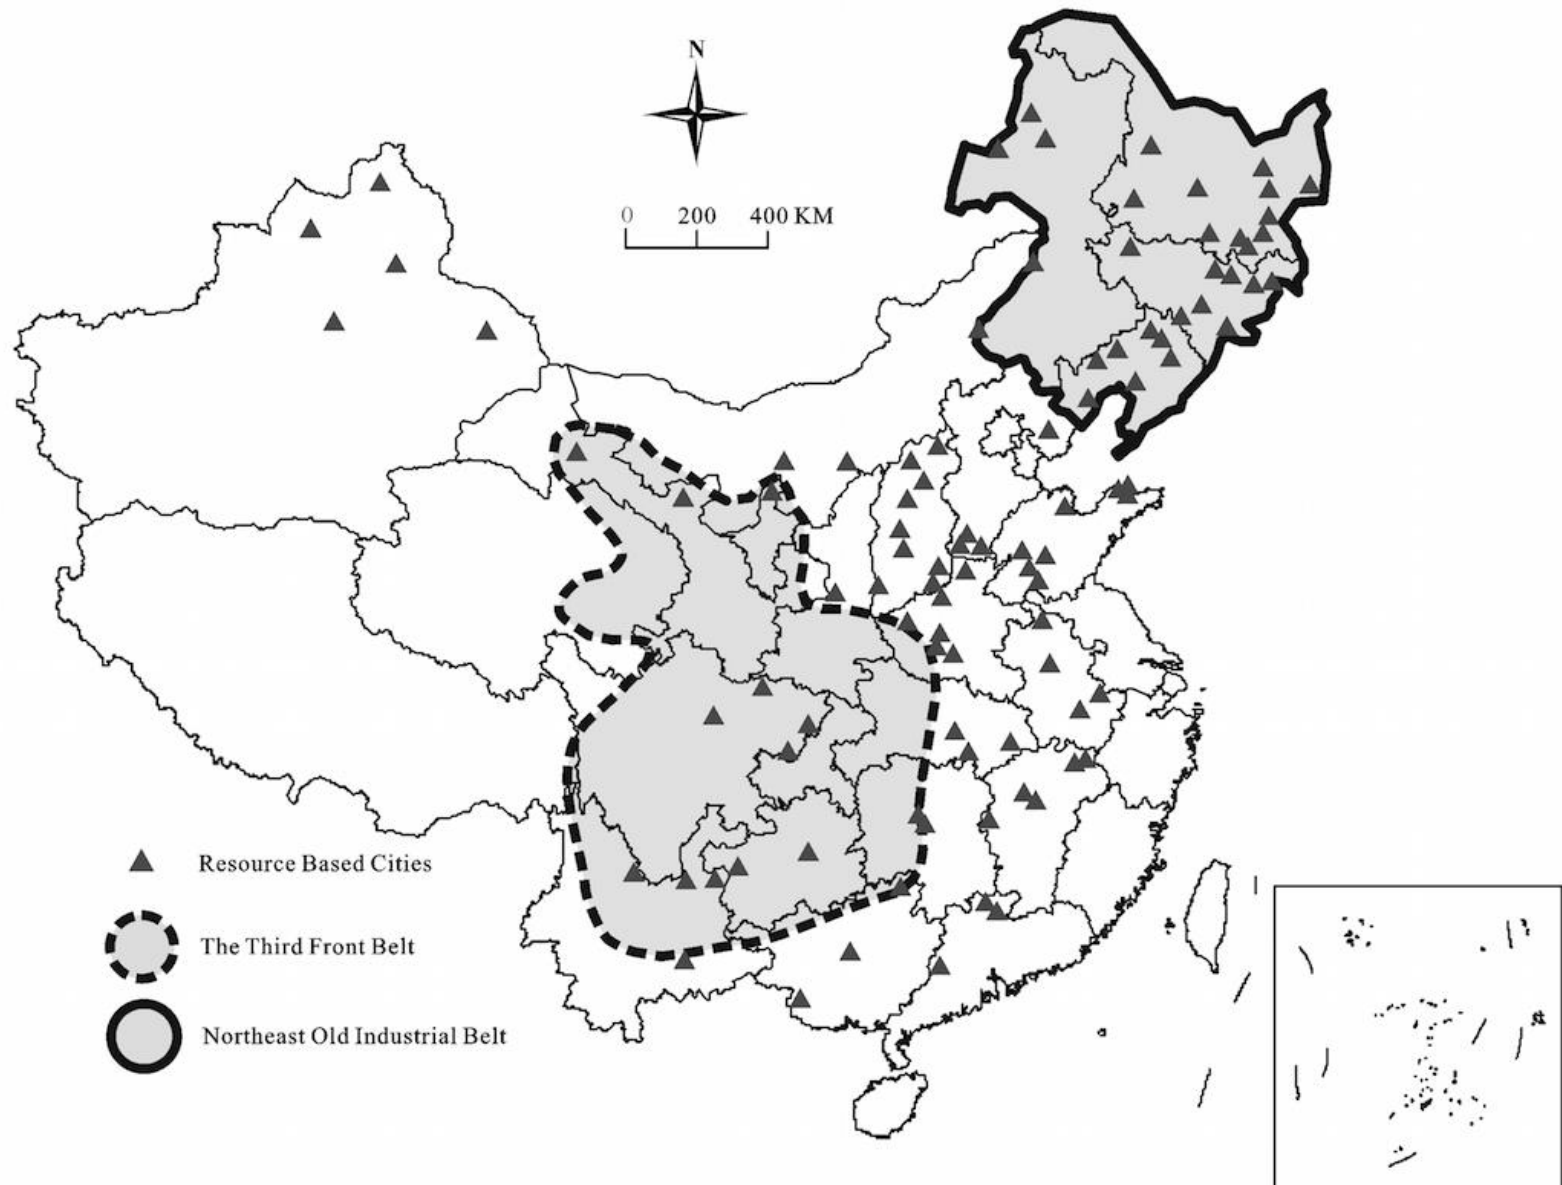 N
0 200 400 KM
Resource Based Cities
The Third Front Belt
Northeast Old Industrial Belt